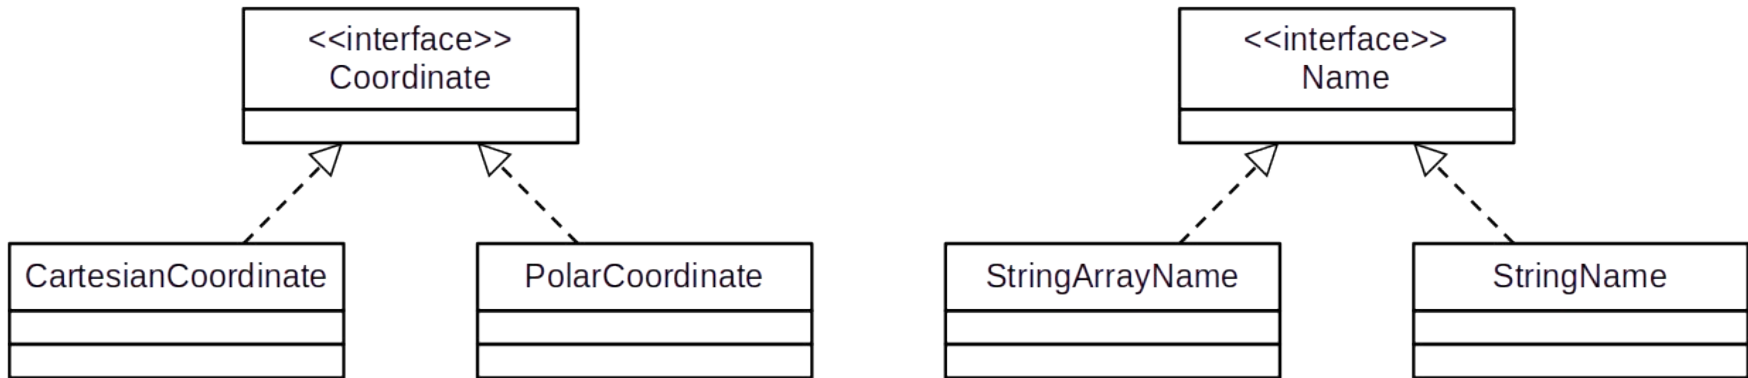 <<interface>>
Coordinate
<<interface>>
Name
CartesianCoordinate
PolarCoordinate
StringArrayName
StringName